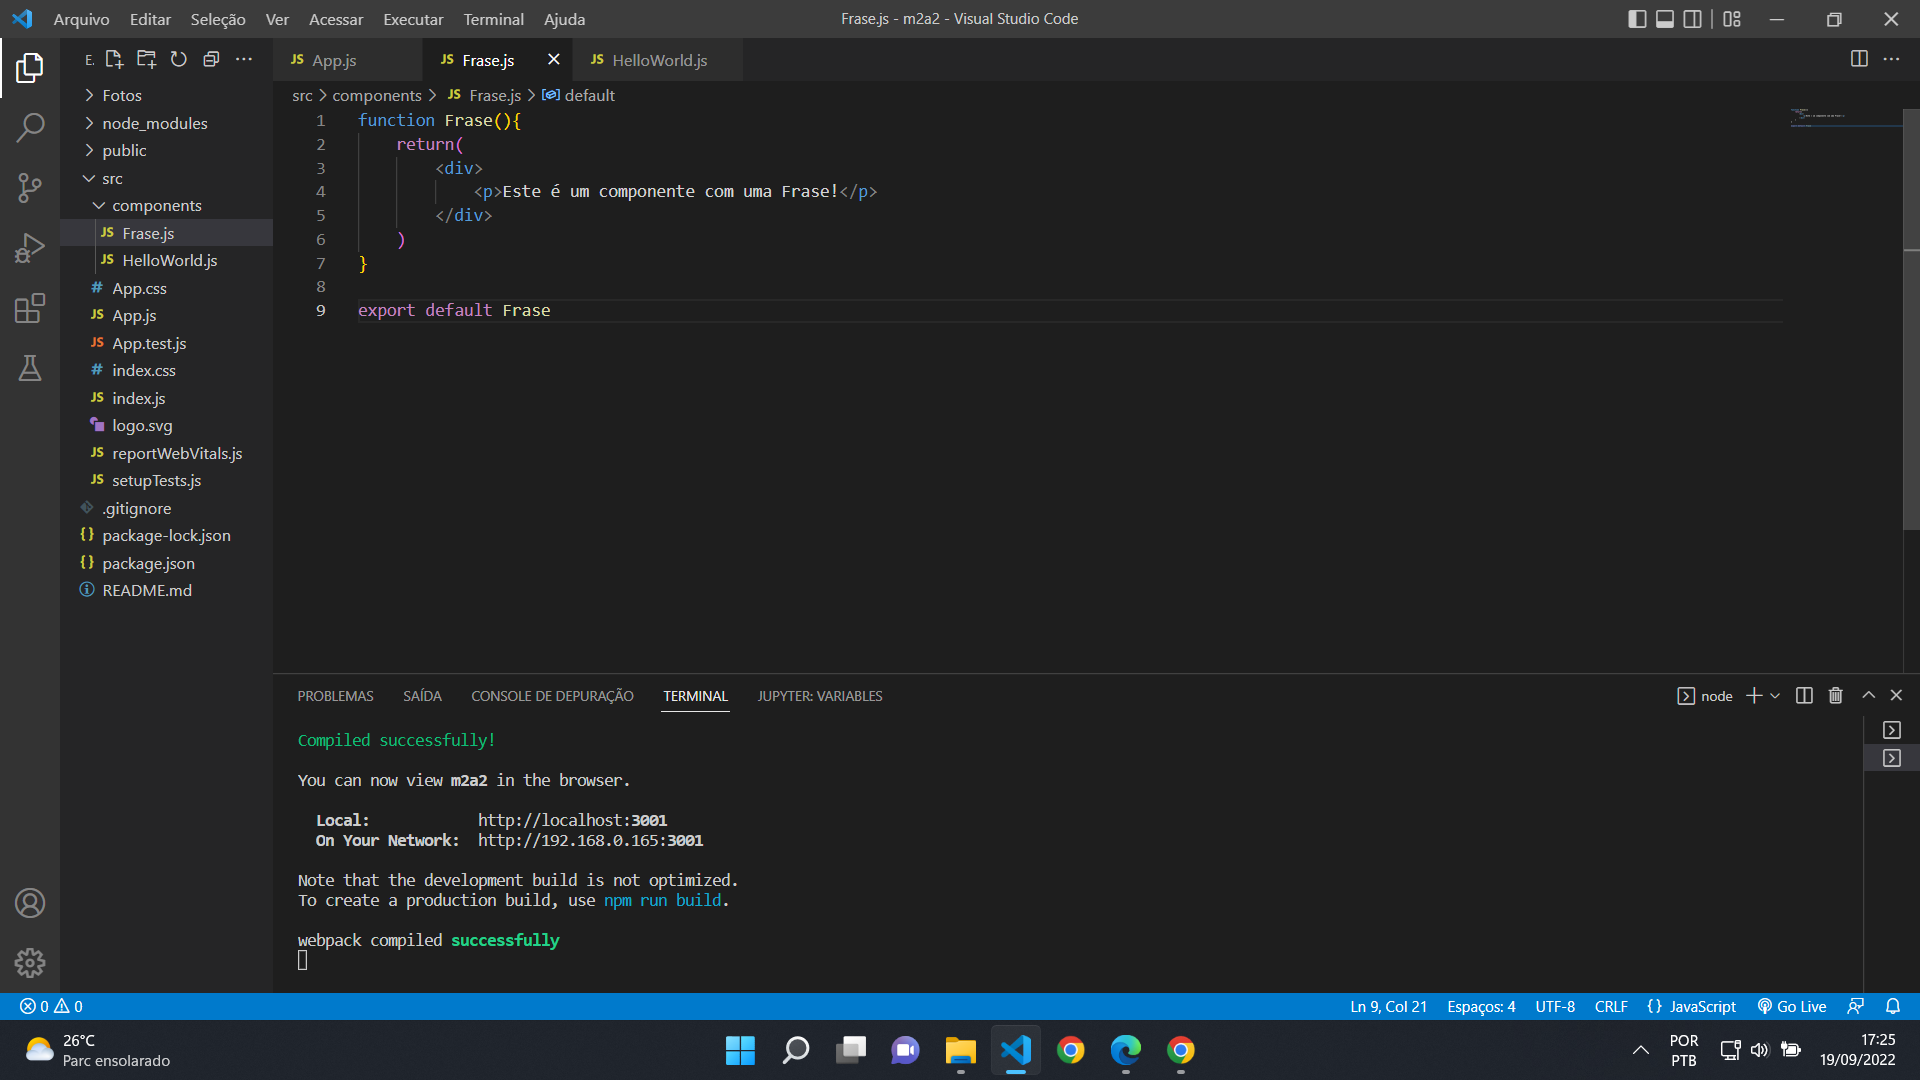 Arquivo Editar Seleção Ver Acessar Executar Terminal Ajuda
Frase.js - m2a2 - Visual Studio Code
E.
JS App.js
JS Frase.js
JS HelloWorld.js
src > components > JS Frase.js > default
Fotos
node_modules
public
src
components
JS Frase.js
JS HelloWorld.js
# App.css
JS App.js
JS App.test.js
# index.css
JS index.js
logo.svg
JS reportWebVitals.js
JS setupTests.js
.gitignore
{} package-lock.json
{} package.json
README.md
1 function Frase(){
2 return(
3 <div>
4 <p>Este é um componente com uma Frase!</p>
5 </div>
6 )
7 }
8
9 export default Frase
PROBLEMAS SAÍDA CONSOLE DE DEPURAÇÃO TERMINAL JUPYTER: VARIABLES
node
Compiled successfully!
You can now view m2a2 in the browser.
Local: http://localhost:3001
On Your Network: http://192.168.0.165:3001
Note that the development build is not optimized.
To create a production build, use npm run build.
webpack compiled successfully
0 0
Ln 9, Col 21 Espaços: 4 UTF-8 CRLF {} JavaScript Go Live
26°C
Parc ensolarado
POR
PTB
17:25
19/09/2022